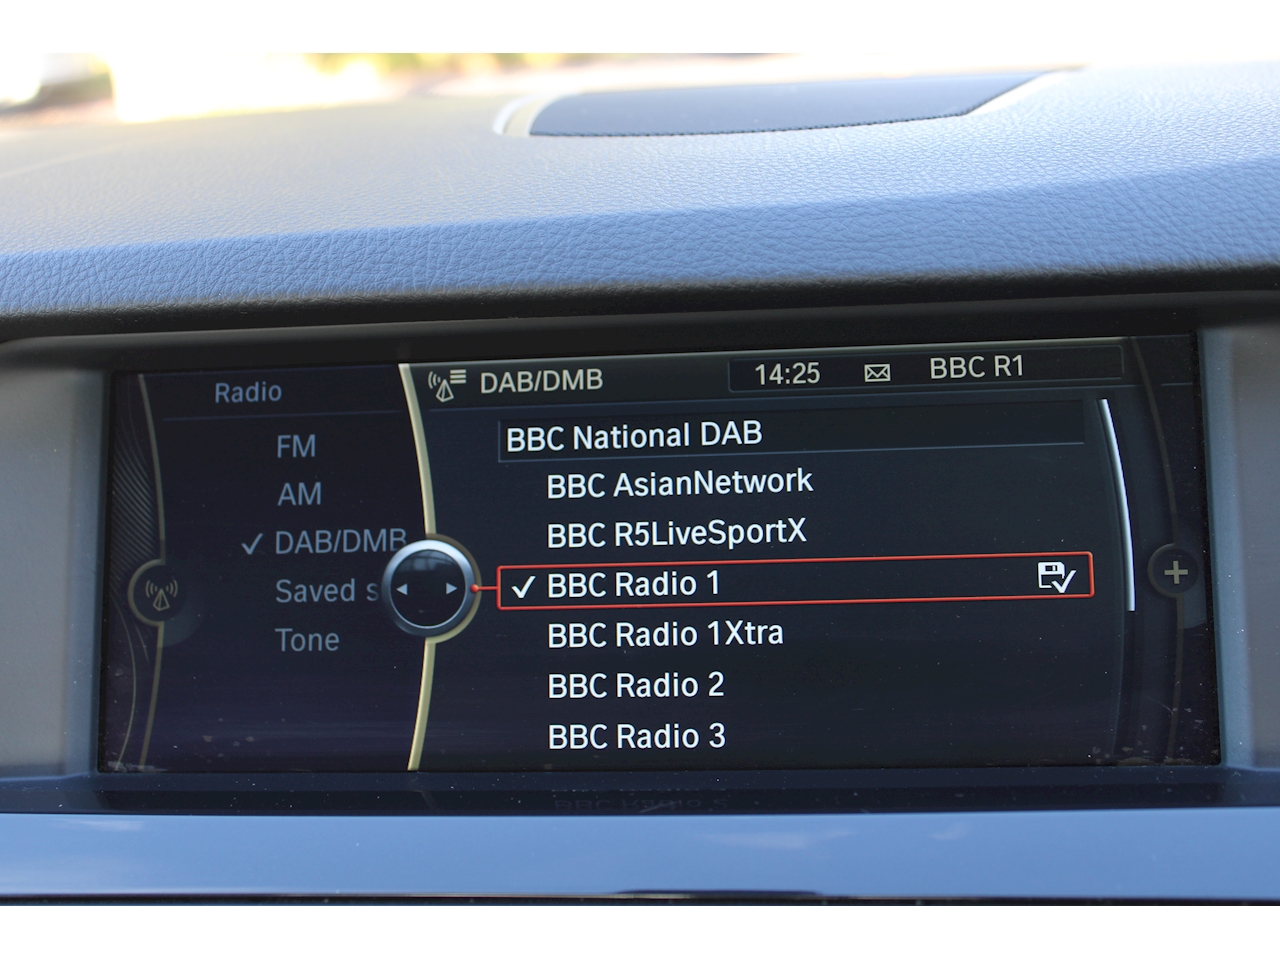 Radio
FM
AM
DAB/DMB
Saved s
Tone
DAB/DMB
14:25
BBC R1
BBC National DAB
BBC AsianNetwork
BBC R5LiveSportX
BBC Radio 1
BBC Radio 1Xtra
BBC Radio 2
BBC Radio 3